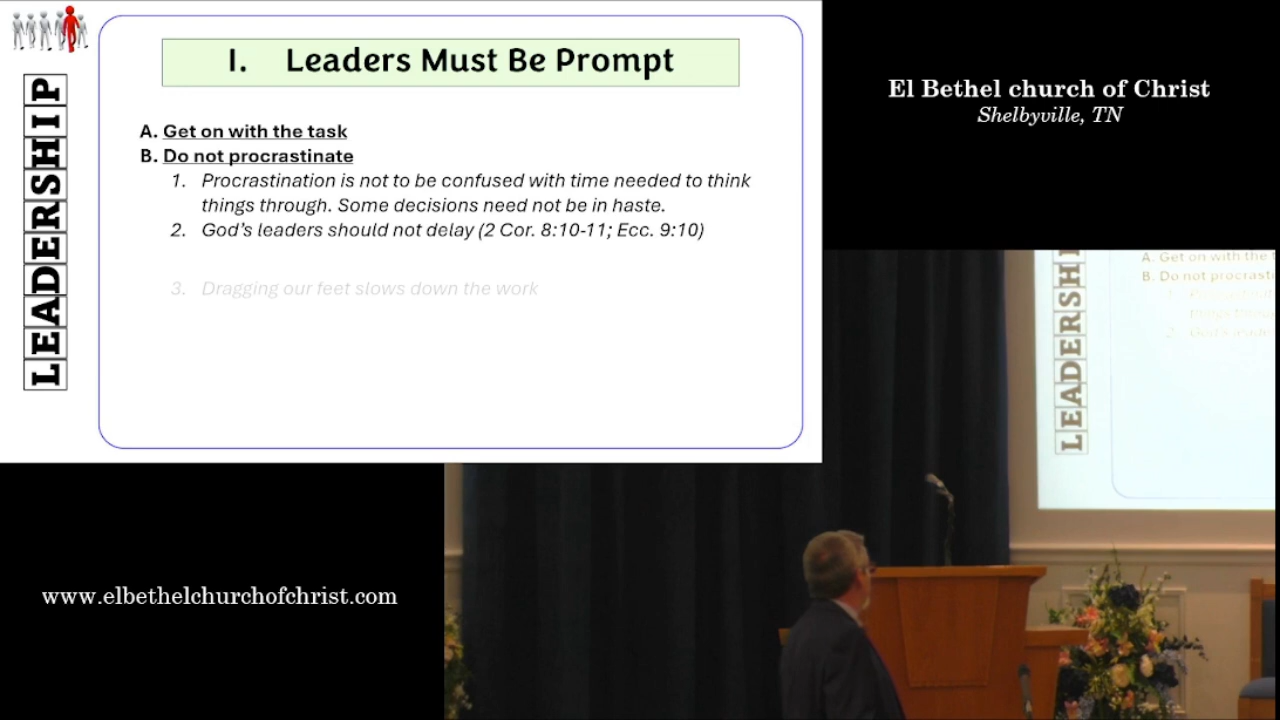 LEADERSHIP
I. Leaders Must Be Prompt
A. Get on with the task
B. Do not procrastinate
1. Procrastination is not to be confused with time needed to think
things through. Some decisions need not be in haste.
2. God's leaders should not delay (2 Cor. 8:10-11; Ecc. 9:10)
3. Dragging our feet slows down the work
El Bethel church of Christ
Shelbyville, TN
LEADERSHI
A. Get on with the
B. Do not procrast
www.elbethelchurchofchrist.com